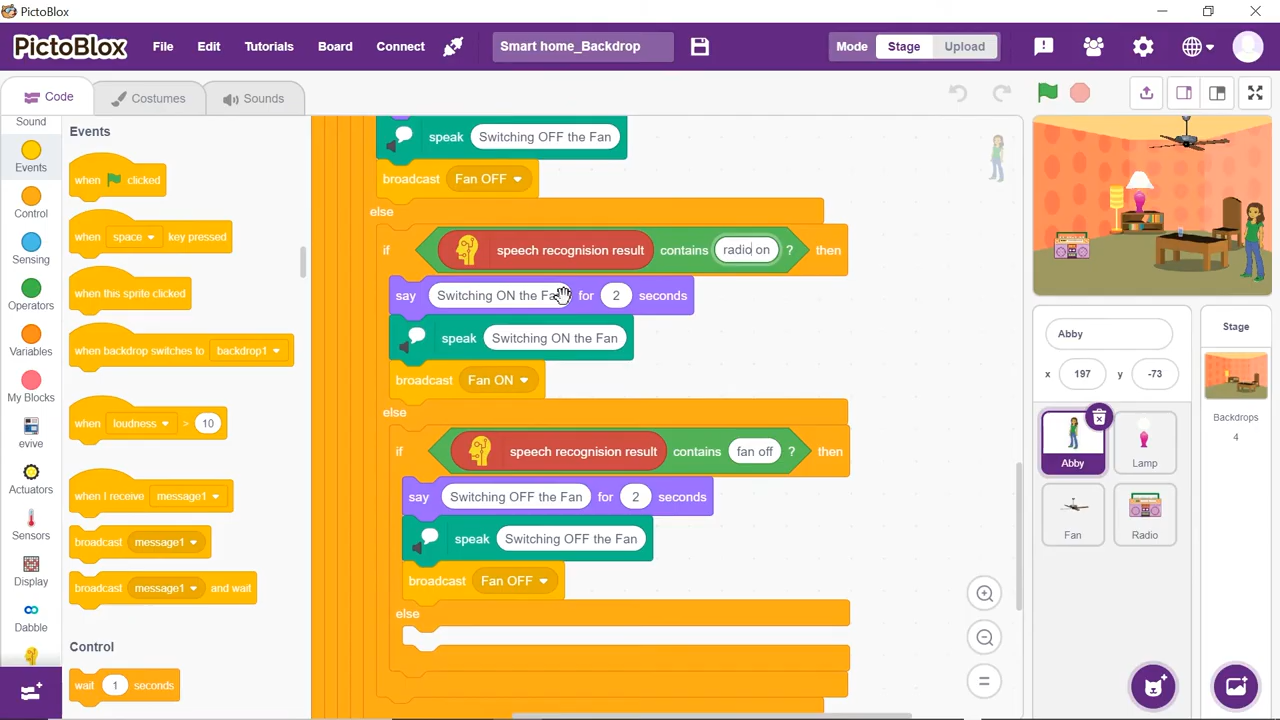 PictoBlox
PictoBlox File Edit Tutorials Board Connect Smart home_Backdrop Mode Stage Upload
Code Costumes Sounds
Sound
Events
Control
Sensing
Operators
Variables
My Blocks
evive
Actuators
Sensors
Display
Dabble
Events
when clicked
when space key pressed
when this sprite clicked
when backdrop switches to backdrop1
when loudness > 10
when I receive message1
broadcast message1
broadcast message1 and wait
Control
wait 1 seconds
speak Switching OFF the Fan
broadcast Fan OFF
else
if speech recognision result contains radio on ? then
say Switching ON the Fa for 2 seconds
speak Switching ON the Fan
broadcast Fan ON
else
if speech recognision result contains fan off ? then
say Switching OFF the Fan for 2 seconds
speak Switching OFF the Fan
broadcast Fan OFF
else
Abby
x 197 y -73
Abby Lamp
Fan Radio
Stage
Backdrops
4